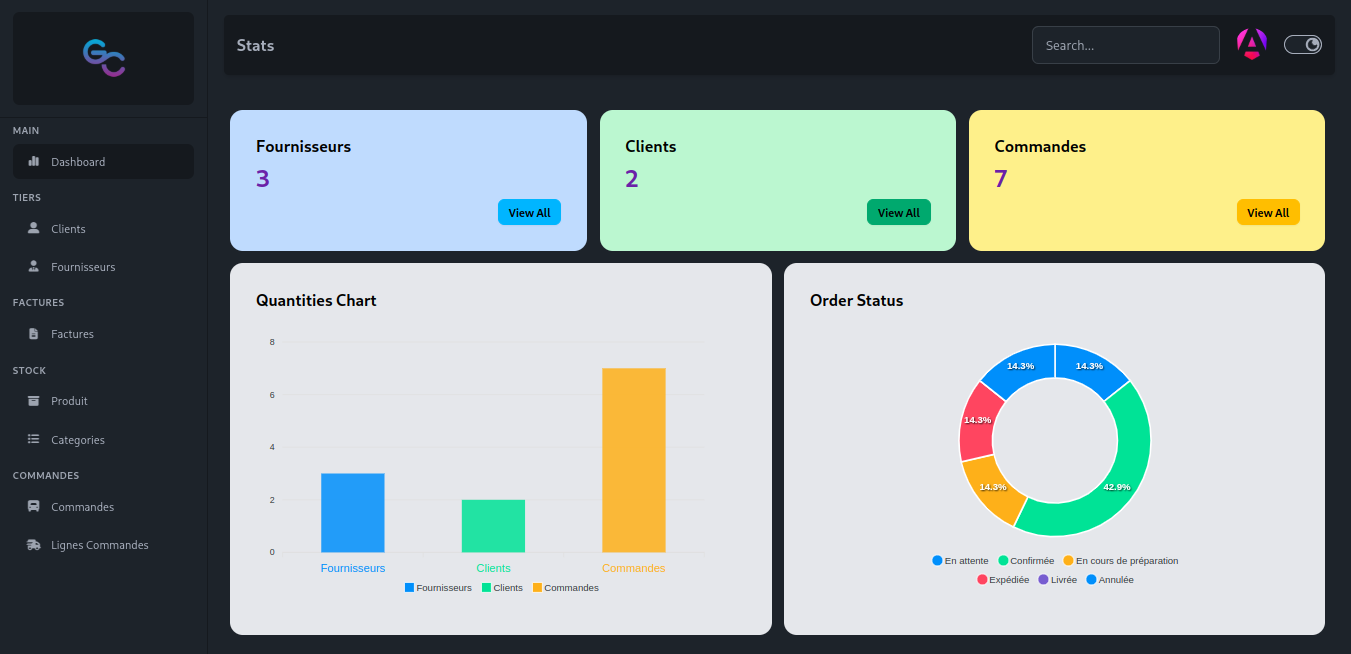 GC
Stats
Search...
MAIN
Dashboard
TIERS
Clients
Fournisseurs
FACTURES
Factures
STOCK
Produit
Categories
COMMANDES
Commandes
Lignes Commandes
Fournisseurs
3
View All
Clients
2
View All
Commandes
7
View All
Quantities Chart
8
6
4
2
0
Fournisseurs Clients Commandes
Fournisseurs Clients Commandes
Order Status
14.3% 14.3%
14.3%
14.3% 42.9%
En attente Confirmée En cours de préparation
Expédiée Livrée Annulée